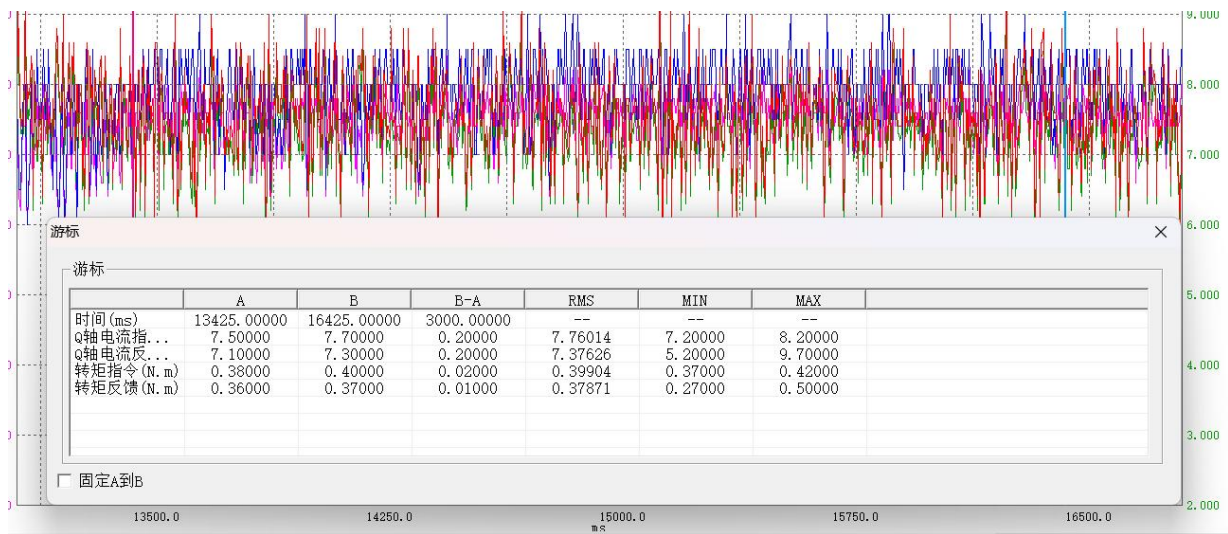 9.000
8.000
7.000
6.000
5.000
4.000
3.000
2.000
游标
游标
A B B-A RMS MIN MAX
时间(ms) 13425.00000 16425.00000 3000.00000 -- -- --
Q轴电流指... 7.50000 7.70000 0.20000 7.76014 7.20000 8.20000
Q轴电流反... 7.10000 7.30000 0.20000 7.37626 5.20000 9.70000
转矩指令(N.m) 0.38000 0.40000 0.02000 0.39904 0.37000 0.42000
转矩反馈(N.m) 0.36000 0.37000 0.01000 0.37871 0.27000 0.50000
固定A到B
13500.0 14250.0 15000.0 15750.0 16500.0
ms